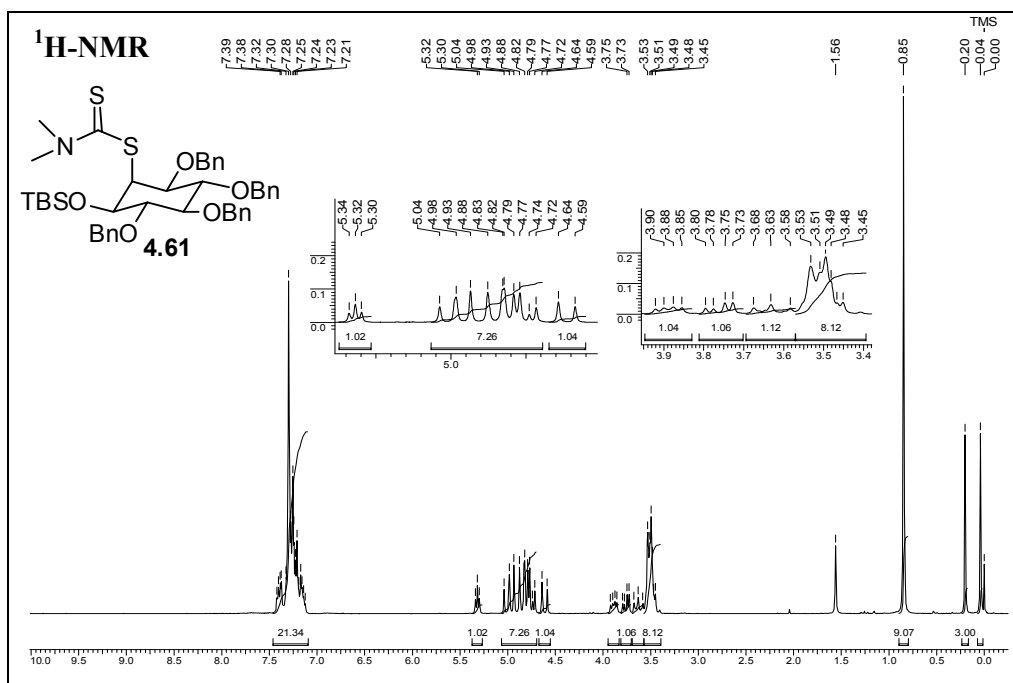 TMS
¹H-NMR
7.39 7.38 7.32 7.30 7.28 7.25 7.24 7.23 7.21 5.32 5.30 5.04 4.98 4.93 4.88 4.82 4.79 4.77 4.72 4.64 4.59 3.75 3.73 3.53 3.51 3.49 3.48 3.45 1.56 0.85 0.20 0.04 0.00
S
N S
OBn
OBn
TBSO
OBn
BnO
4.61
5.34 5.32 5.30 5.04 4.98 4.93 4.88 4.83 4.82 4.79 4.77 4.74 4.72 4.64 4.59
0.2
0.1
0.0
1.02 7.26 1.04
5.0
3.90 3.88 3.85 3.80 3.78 3.75 3.73 3.68 3.63 3.58 3.53 3.51 3.49 3.48 3.45
0.2
0.1
0.0
1.04 1.06 1.12 8.12
3.9 3.8 3.7 3.6 3.5 3.4
21.34 1.02 7.26 1.04 1.06 8.12 9.07 3.00
10.0 9.5 9.0 8.5 8.0 7.5 7.0 6.5 6.0 5.5 5.0 4.5 4.0 3.5 3.0 2.5 2.0 1.5 1.0 0.5 0.0